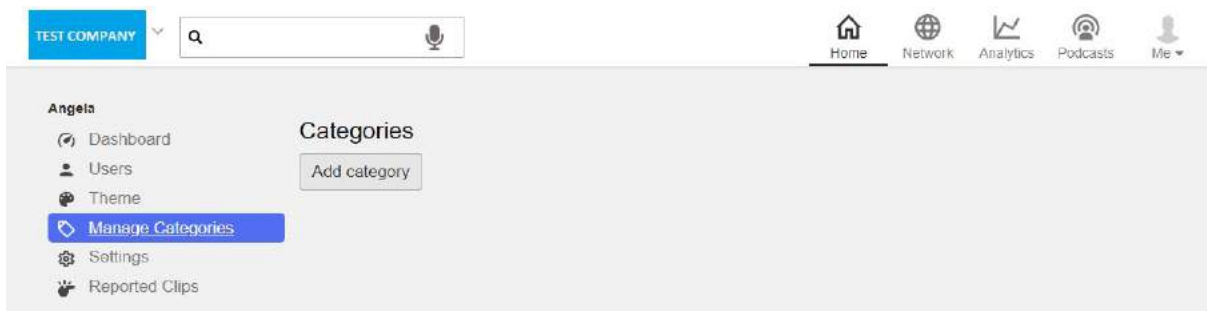 TEST COMPANY
Home Network Analytics Podcasts Me
Angela
Dashboard
Categories
Users
Add category
Theme
Manage Categories
Settings
Reported Clips